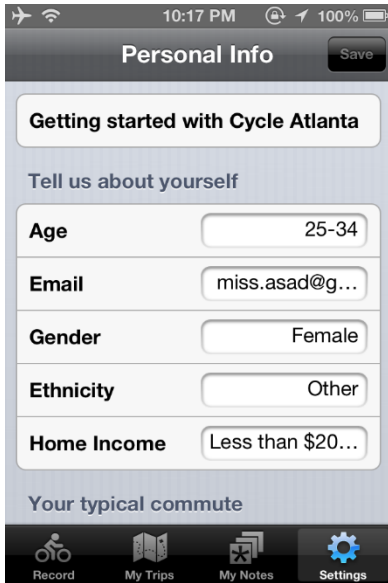 10:17 PM 100%
Personal Info Save
Getting started with Cycle Atlanta
Tell us about yourself
Age 25-34
Email miss.asad@g...
Gender Female
Ethnicity Other
Home Income Less than $20...
Your typical commute
Record My Trips My Notes Settings